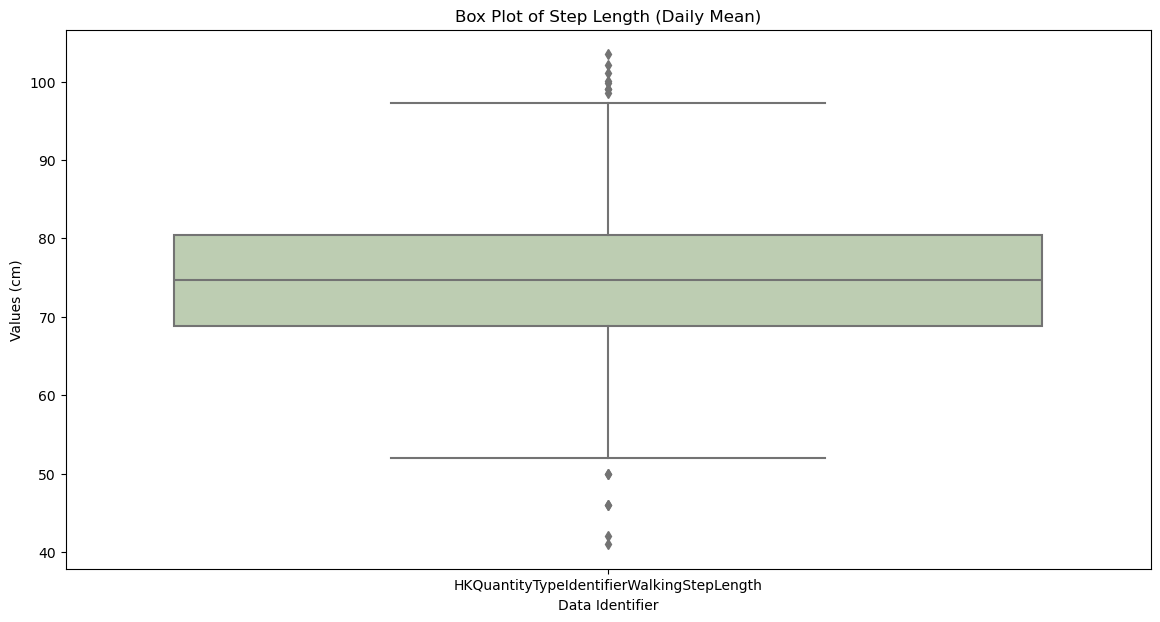 Box Plot of Step Length (Daily Mean)
Values (cm)
100
90
80
70
60
50
40
HKQuantityTypeIdentifierWalkingStepLength
Data Identifier